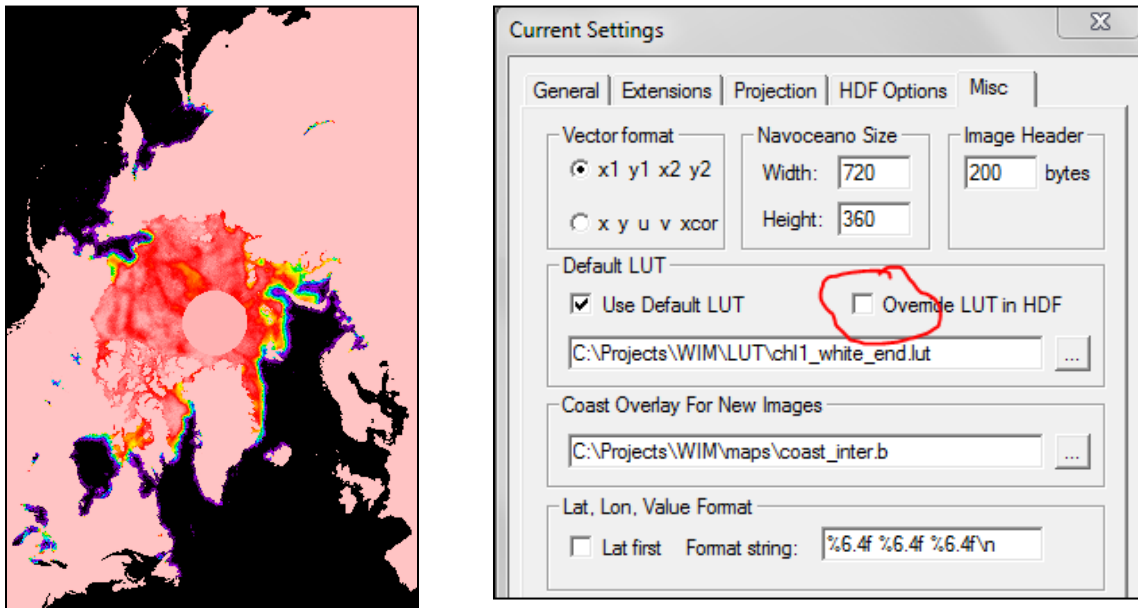 Current Settings
General Extensions Projection HDF Options Misc
Vector format
x1 y1 x2 y2
x y u v xcor
Navoceano Size
Width: 720
Height: 360
Image Header
200 bytes
Default LUT
Use Default LUT
Override LUT in HDF
C:\Projects\WIM\LUT\chl1_white_end.lut
...
Coast Overlay For New Images
C:\Projects\WIM\maps\coast_inter.b
...
Lat, Lon, Value Format
Lat first Format string: %6.4f %6.4f %6.4f\n